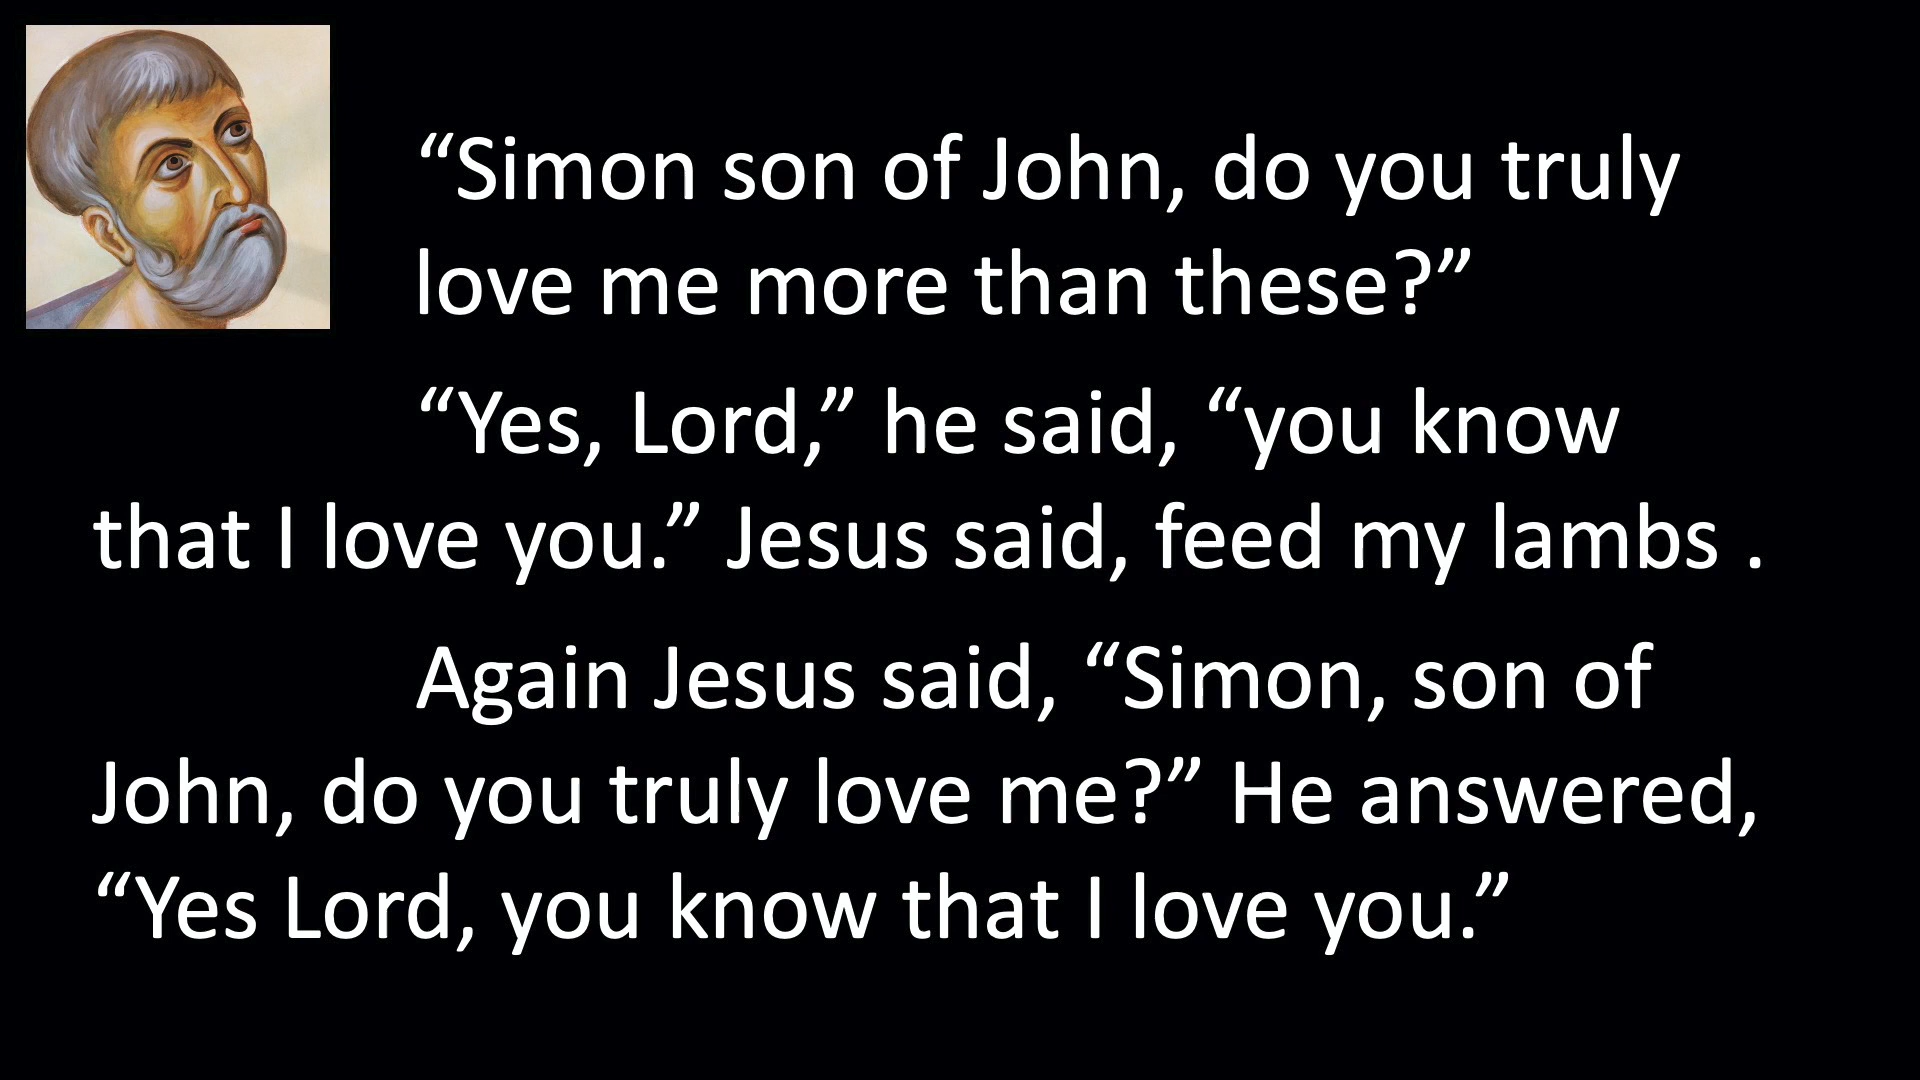 “Simon son of John, do you truly
love me more than these?”
“Yes, Lord,” he said, “you know
that I love you.” Jesus said, feed my lambs .
Again Jesus said, “Simon, son of
John, do you truly love me?” He answered,
“Yes Lord, you know that I love you.”